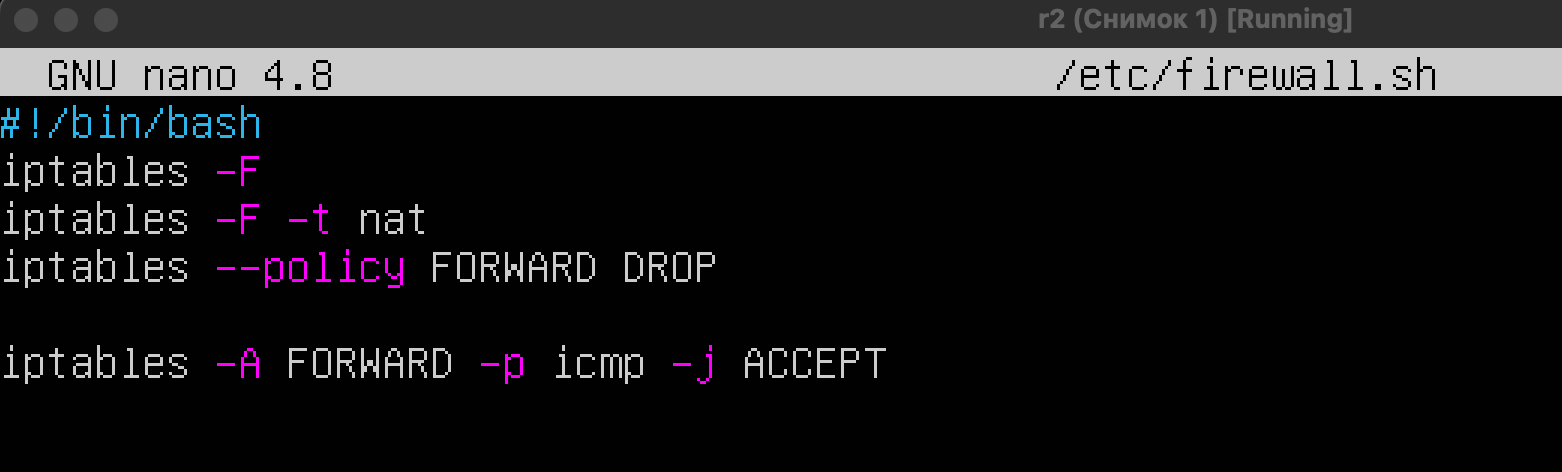 r2 (Снимок 1) [Running]
GNU nano 4.8 /etc/firewall.sh
#!/bin/bash
iptables -F
iptables -F -t nat
iptables --policy FORWARD DROP
iptables -A FORWARD -p icmp -j ACCEPT